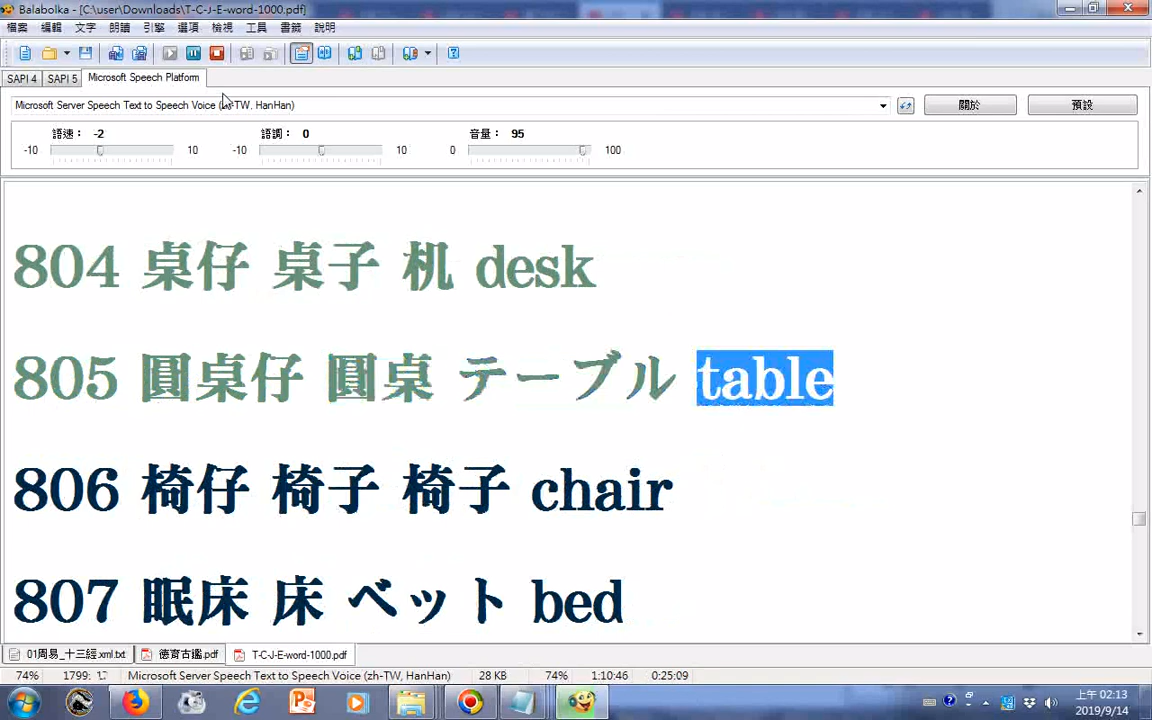 Balabolka - [C:\user\Downloads\T-C-J-E-word-1000.pdf]
檔案 編輯 文字 朗讀 引擎 選項 檢視 工具 書籤 說明
SAPI 4 SAPI 5 Microsoft Speech Platform
Microsoft Server Speech Text to Speech Voice (zh-TW, HanHan) 關於 預設
語速： -2 語調： 0 音量： 95
-10 10 -10 10 0 100
804 桌仔 桌子 机 desk
805 圓桌仔 圓桌 テーブル table
806 椅仔 椅子 椅子 chair
807 眠床 床 ベット bed
01周易_十三經.xml.txt 德育古鑑.pdf T-C-J-E-word-1000.pdf
74% 1799: Microsoft Server Speech Text to Speech Voice (zh-TW, HanHan) 28 KB 74% 1:10:46 0:25:09
上午 02:13
2019/9/14